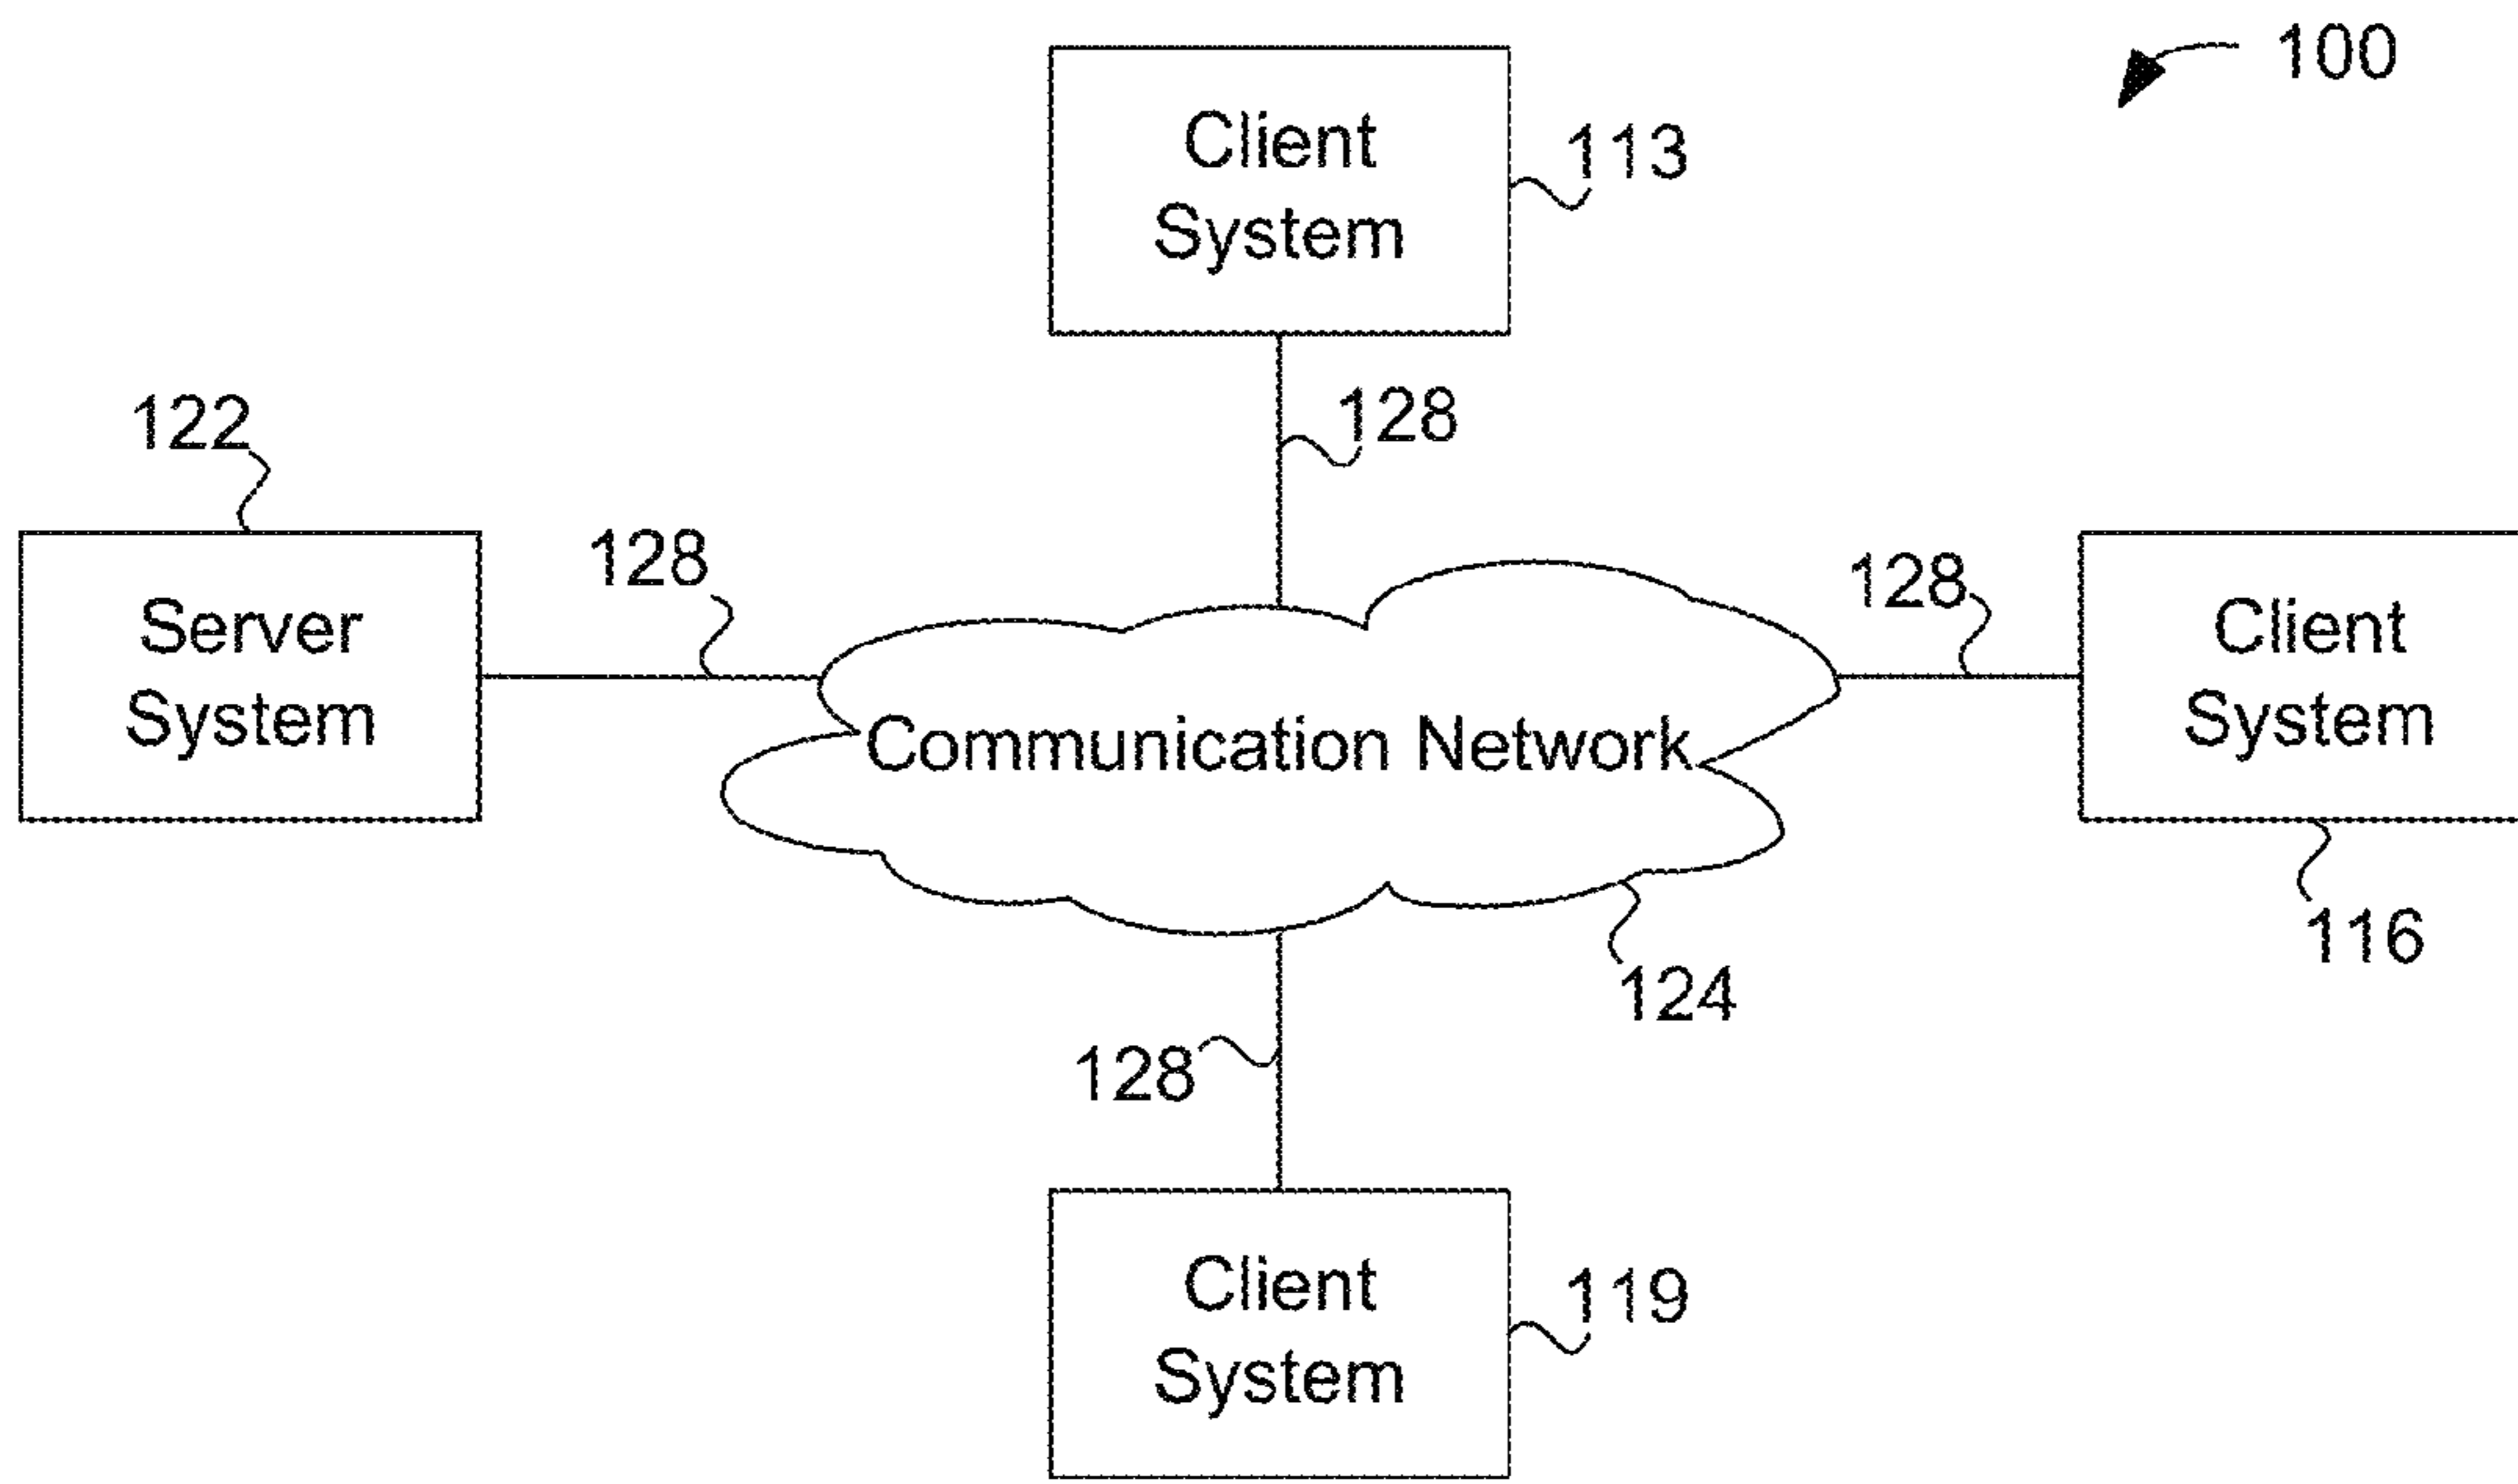 100
Client
System
113
128
122
128
128
Server
System
Client
System
Communication Network
116
124
128
Client
System
119